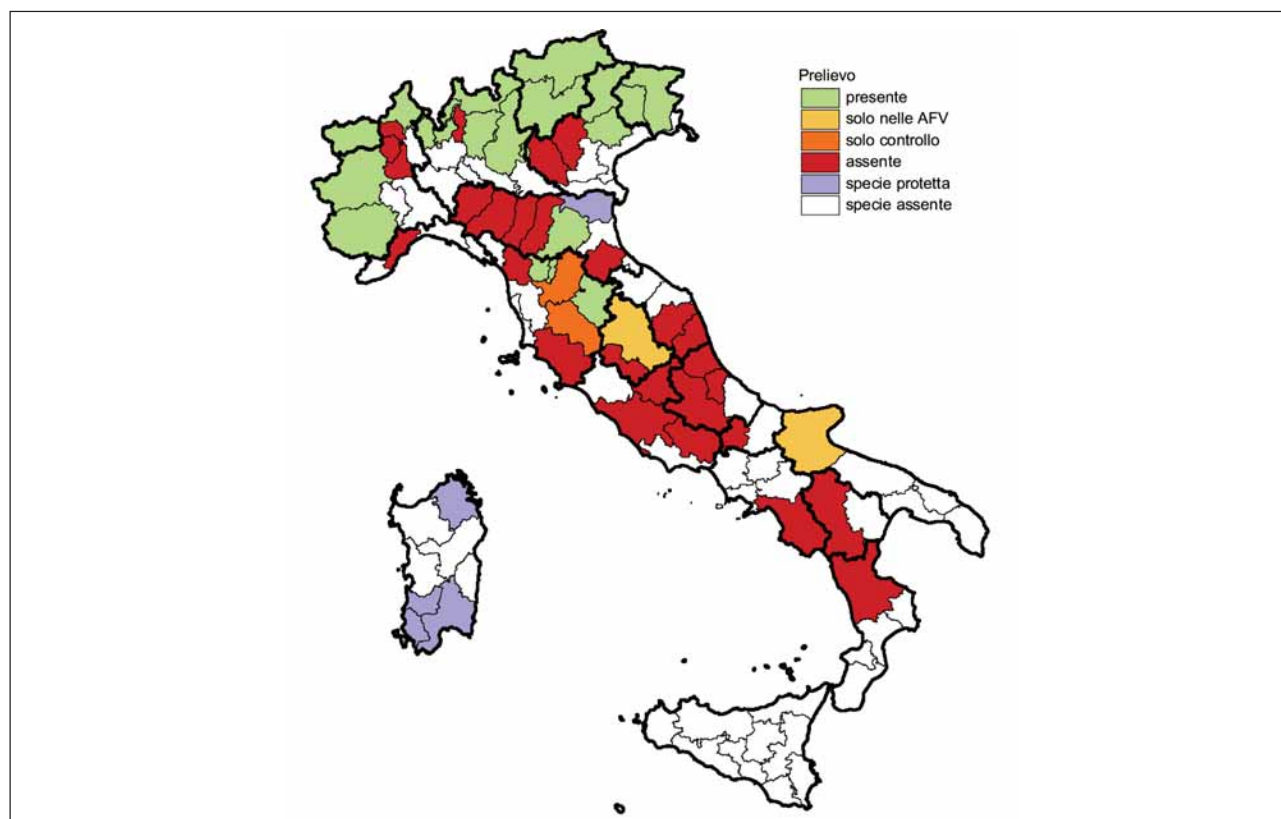 Prelievo
presente
solo nelle AFV
solo controllo
assente
specie protetta
specie assente